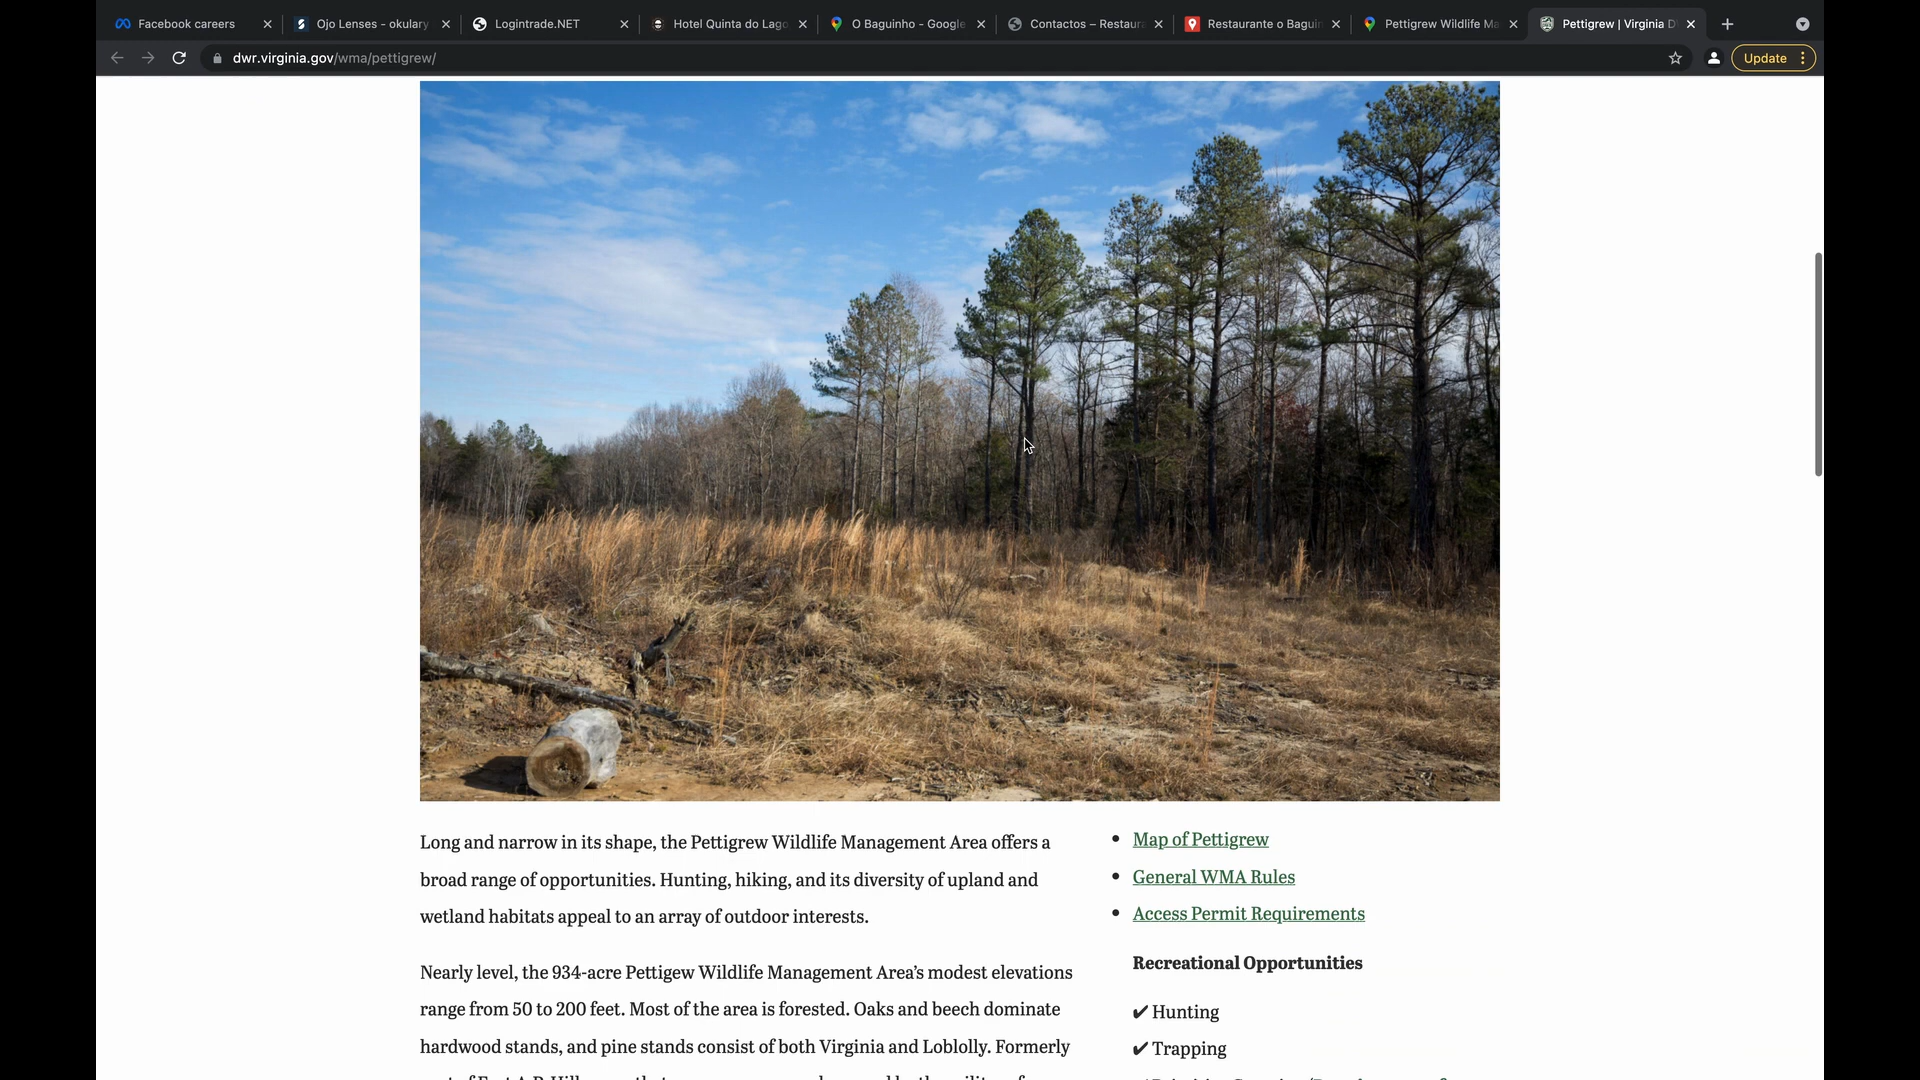 Facebook careers
Ojo Lenses - okulary
Logintrade.NET
Hotel Quinta do Lago
O Baguinho - Google
Contactos – Restaura
Restaurante o Baguin
Pettigrew Wildlife Ma
Pettigrew | Virginia D
dwr.virginia.gov/wma/pettigrew/
Update
Long and narrow in its shape, the Pettigrew Wildlife Management Area offers a
broad range of opportunities. Hunting, hiking, and its diversity of upland and
wetland habitats appeal to an array of outdoor interests.
Nearly level, the 934-acre Pettigew Wildlife Management Area’s modest elevations
range from 50 to 200 feet. Most of the area is forested. Oaks and beech dominate
hardwood stands, and pine stands consist of both Virginia and Loblolly. Formerly
Map of Pettigrew
General WMA Rules
Access Permit Requirements
Recreational Opportunities
✔ Hunting
✔ Trapping